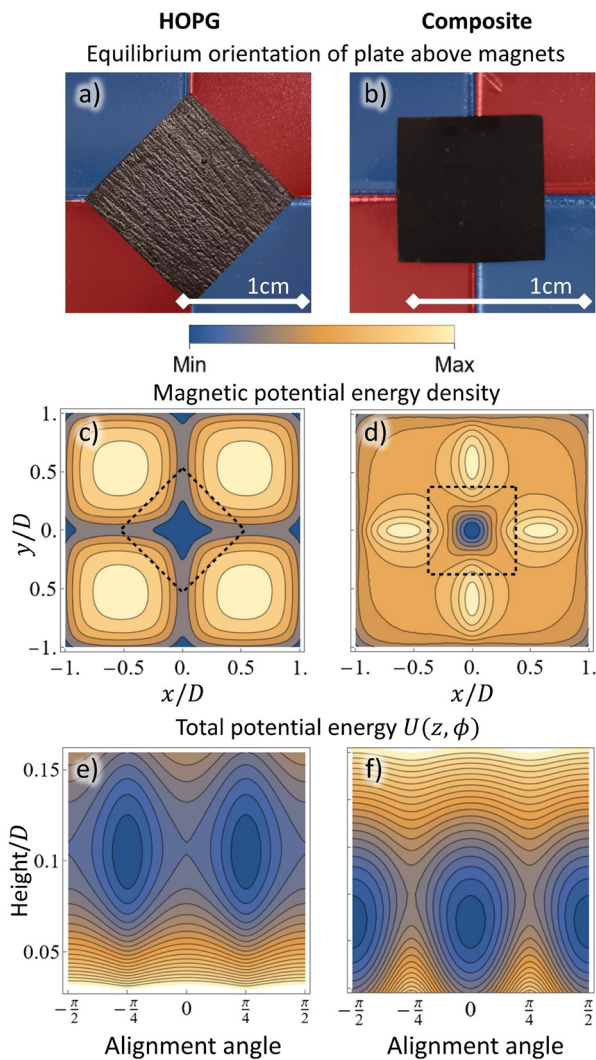 HOPG Composite
Equilibrium orientation of plate above magnets
a) b)
1cm 1cm
Min Max
Magnetic potential energy density
c) d)
1.
0.5
0.
0.5
−1.
y/D
−1. −0.5 0. 0.5 1. −1. −0.5 0. 0.5 1.
x/D x/D
Total potential energy U(z, ϕ)
e) f)
0.15
0.1
0.05
Height/D
−π/2 −π/4 0 π/4 π/2 −π/2 −π/4 0 π/4 π/2
Alignment angle Alignment angle